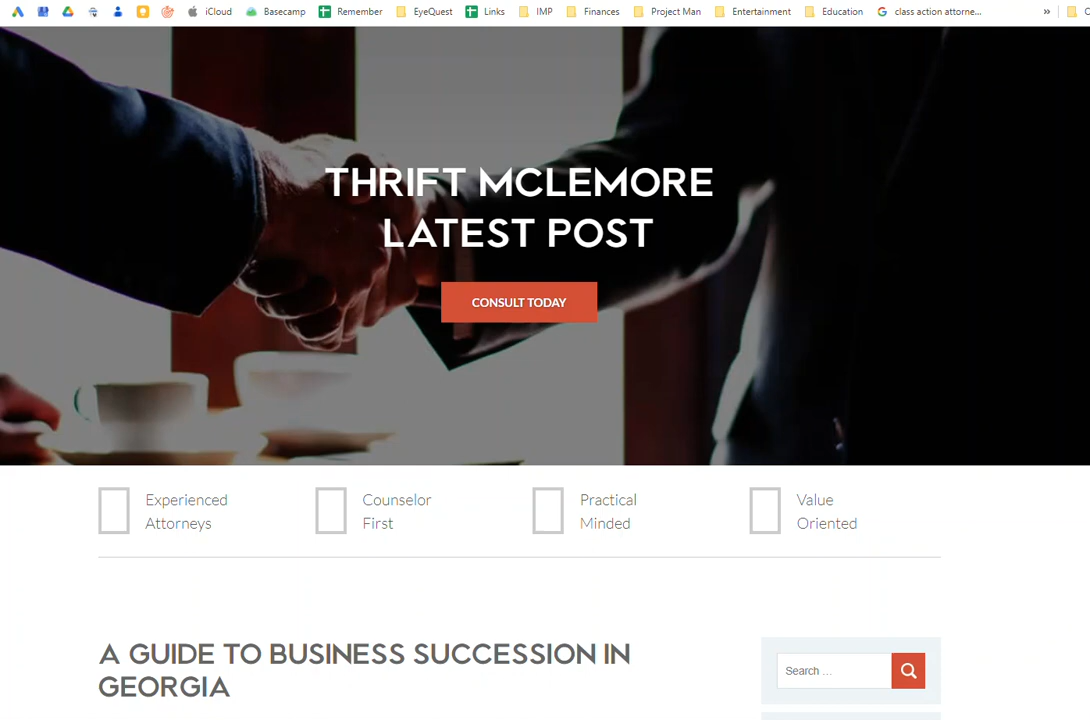 iCloud Basecamp Remember EyeQuest Links IMP Finances Project Man Entertainment Education class action attorne... »
THRIFT MCLEMORE
LATEST POST
CONSULT TODAY
Experienced
Attorneys
Counselor
First
Practical
Minded
Value
Oriented
A GUIDE TO BUSINESS SUCCESSION IN
GEORGIA
Search ...